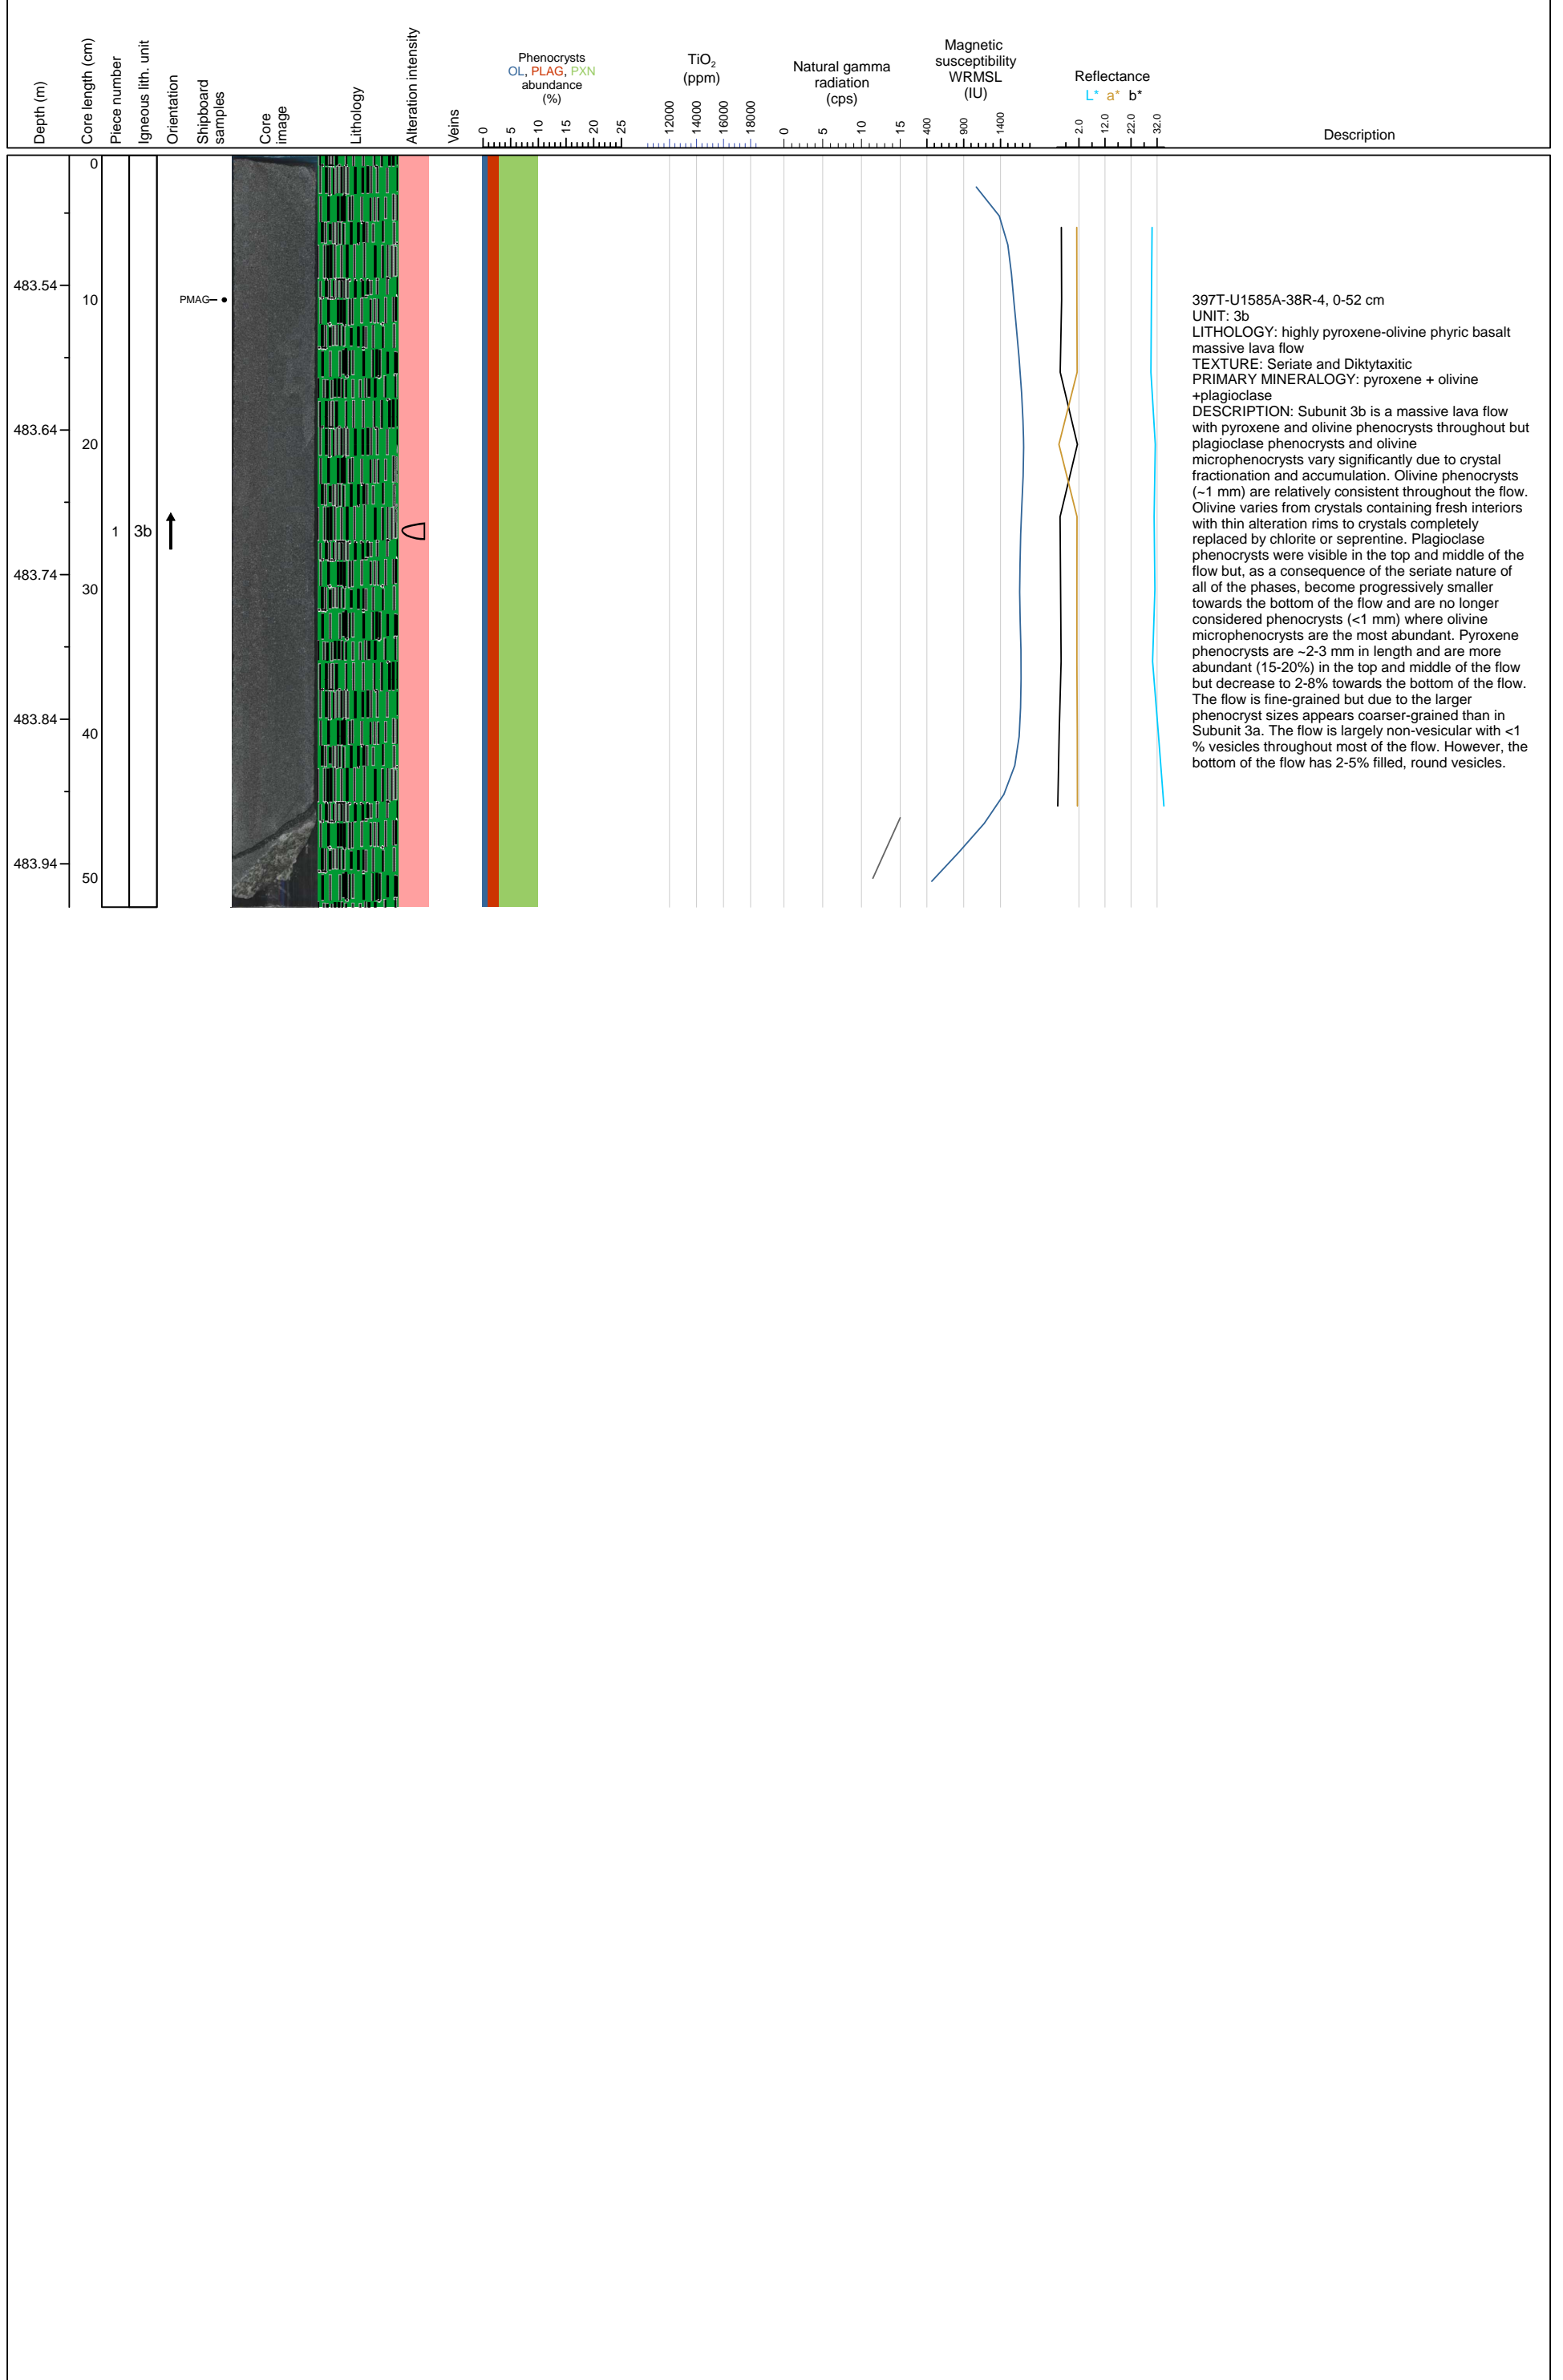 Depth (m)
Core length (cm)
Piece number
Igneous lith. unit
Orientation
Shipboard
samples
Core
image
Lithology
Alteration intensity
Veins
Phenocrysts
OL, PLAG, PXN
abundance
(%)
0 5 10 15 20 25
TiO2
(ppm)
12000 14000 16000 18000
Natural gamma
radiation
(cps)
0 5 10 15
Magnetic
susceptibility
WRMSL
(IU)
400 900 1400
Reflectance
L* a* b*
2.0 12.0 22.0 32.0
Description
0
483.54
10
PMAG
483.64
20
1
3b
483.74
30
483.84
40
483.94
50
397T-U1585A-38R-4, 0-52 cm
UNIT: 3b
LITHOLOGY: highly pyroxene-olivine phyric basalt
massive lava flow
TEXTURE: Seriate and Diktytaxitic
PRIMARY MINERALOGY: pyroxene + olivine
+plagioclase
DESCRIPTION: Subunit 3b is a massive lava flow
with pyroxene and olivine phenocrysts throughout but
plagioclase phenocrysts and olivine
microphenocrysts vary significantly due to crystal
fractionation and accumulation. Olivine phenocrysts
(~1 mm) are relatively consistent throughout the flow.
Olivine varies from crystals containing fresh interiors
with thin alteration rims to crystals completely
replaced by chlorite or seprentine. Plagioclase
phenocrysts were visible in the top and middle of the
flow but, as a consequence of the seriate nature of
all of the phases, become progressively smaller
towards the bottom of the flow and are no longer
considered phenocrysts (<1 mm) where olivine
microphenocrysts are the most abundant. Pyroxene
phenocrysts are ~2-3 mm in length and are more
abundant (15-20%) in the top and middle of the flow
but decrease to 2-8% towards the bottom of the flow.
The flow is fine-grained but due to the larger
phenocryst sizes appears coarser-grained than in
Subunit 3a. The flow is largely non-vesicular with <1
% vesicles throughout most of the flow. However, the
bottom of the flow has 2-5% filled, round vesicles.